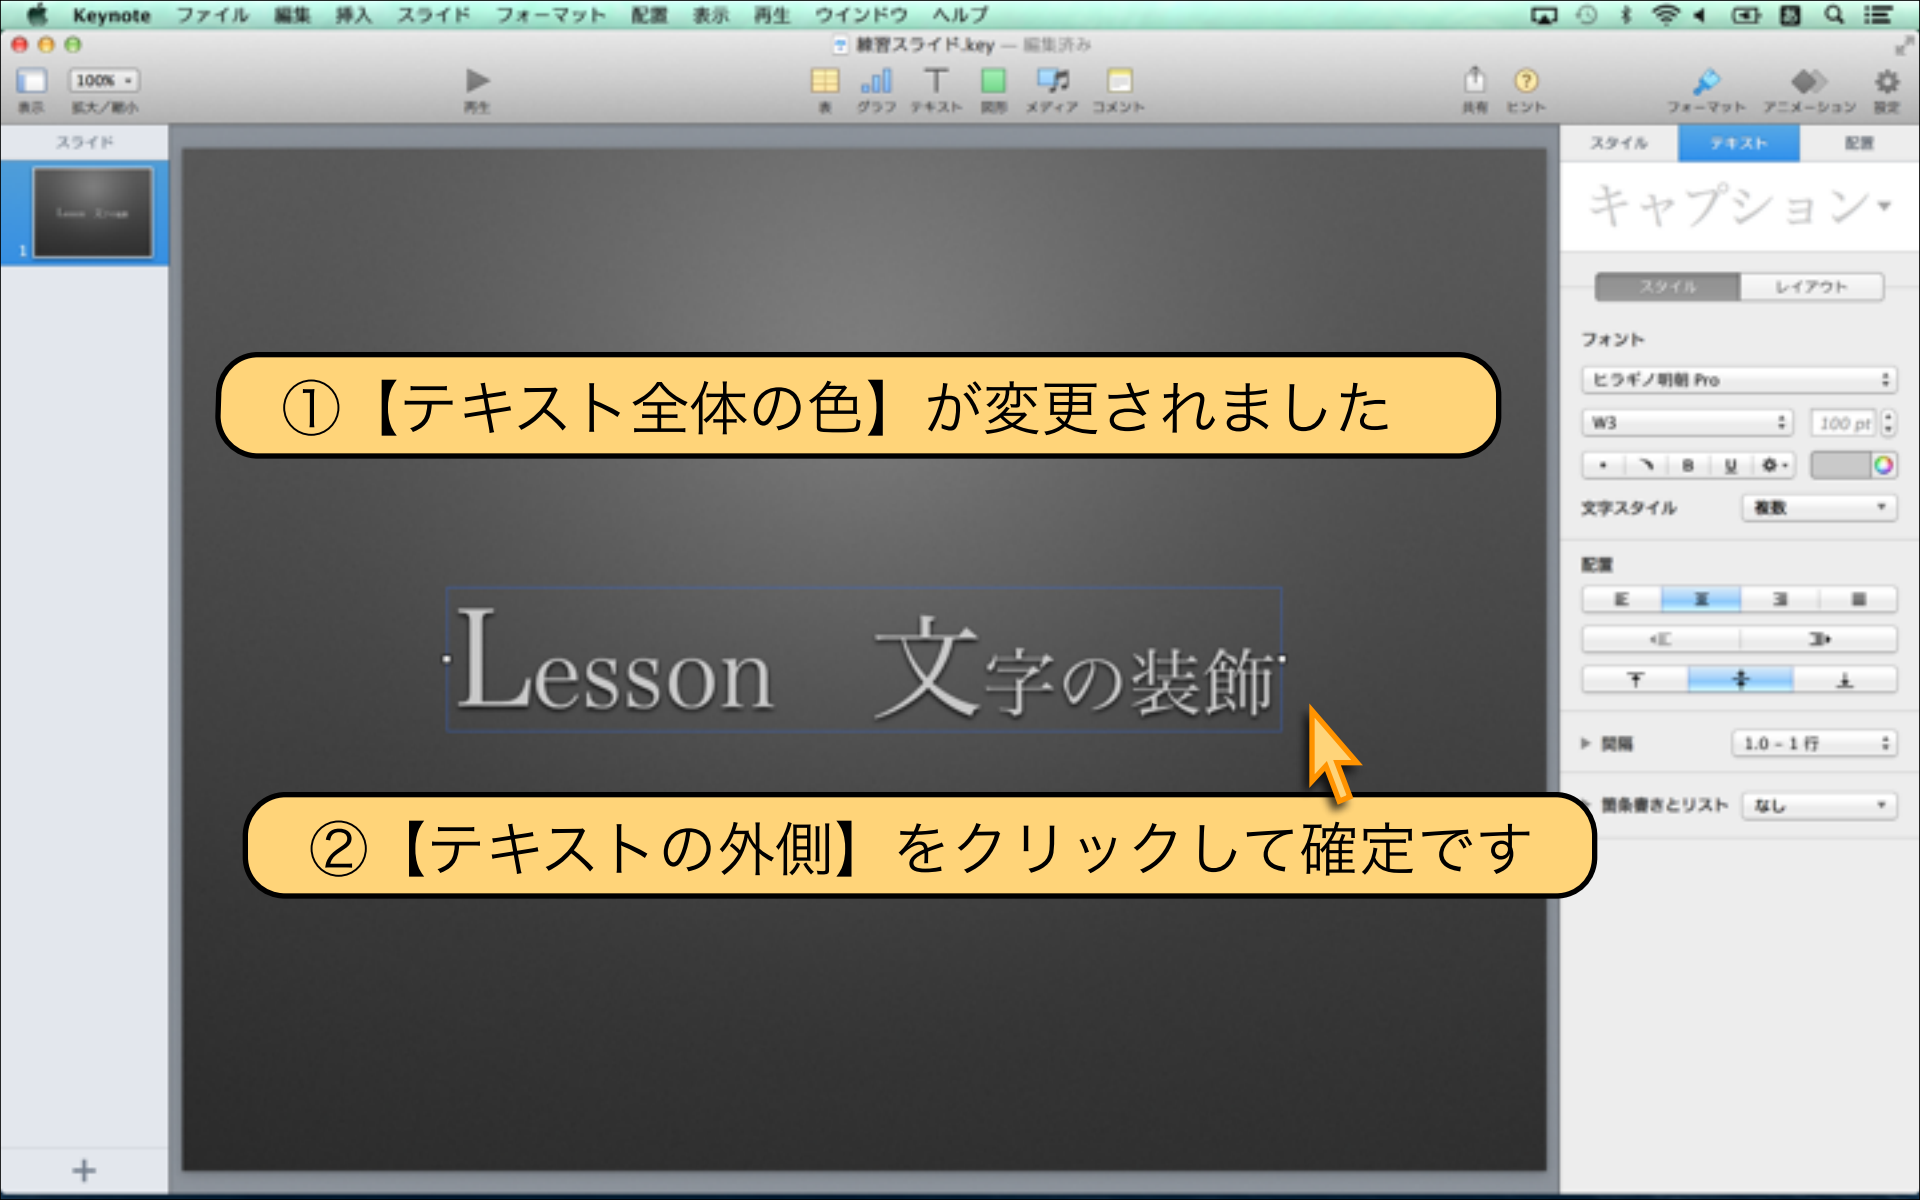 Keynote ファイル 編集 挿入 スライド フォーマット 配置 表示 再生 ウインドウ ヘルプ
練習スライド.key — 編集済み
100%
表示 拡大/縮小 再生 表 グラフ テキスト 図形 メディア コメント 共有 ヒント フォーマット アニメーション 設定
スライド
スタイル テキスト 配置
キャプション
1
スタイル レイアウト
フォント
ヒラギノ明朝 Pro
W3 100 pt
B U
文字スタイル 複数
配置
①【テキスト全体の色】が変更されました
Lesson 文字の装飾
間隔 1.0 – 1 行
箇条書きとリスト なし
②【テキストの外側】をクリックして確定です